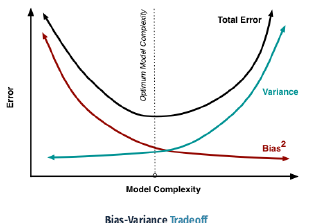 Total Error
Optimum Model Complexity
Variance
Error
Bias²
Model Complexity
Bias-Variance Tradeoff